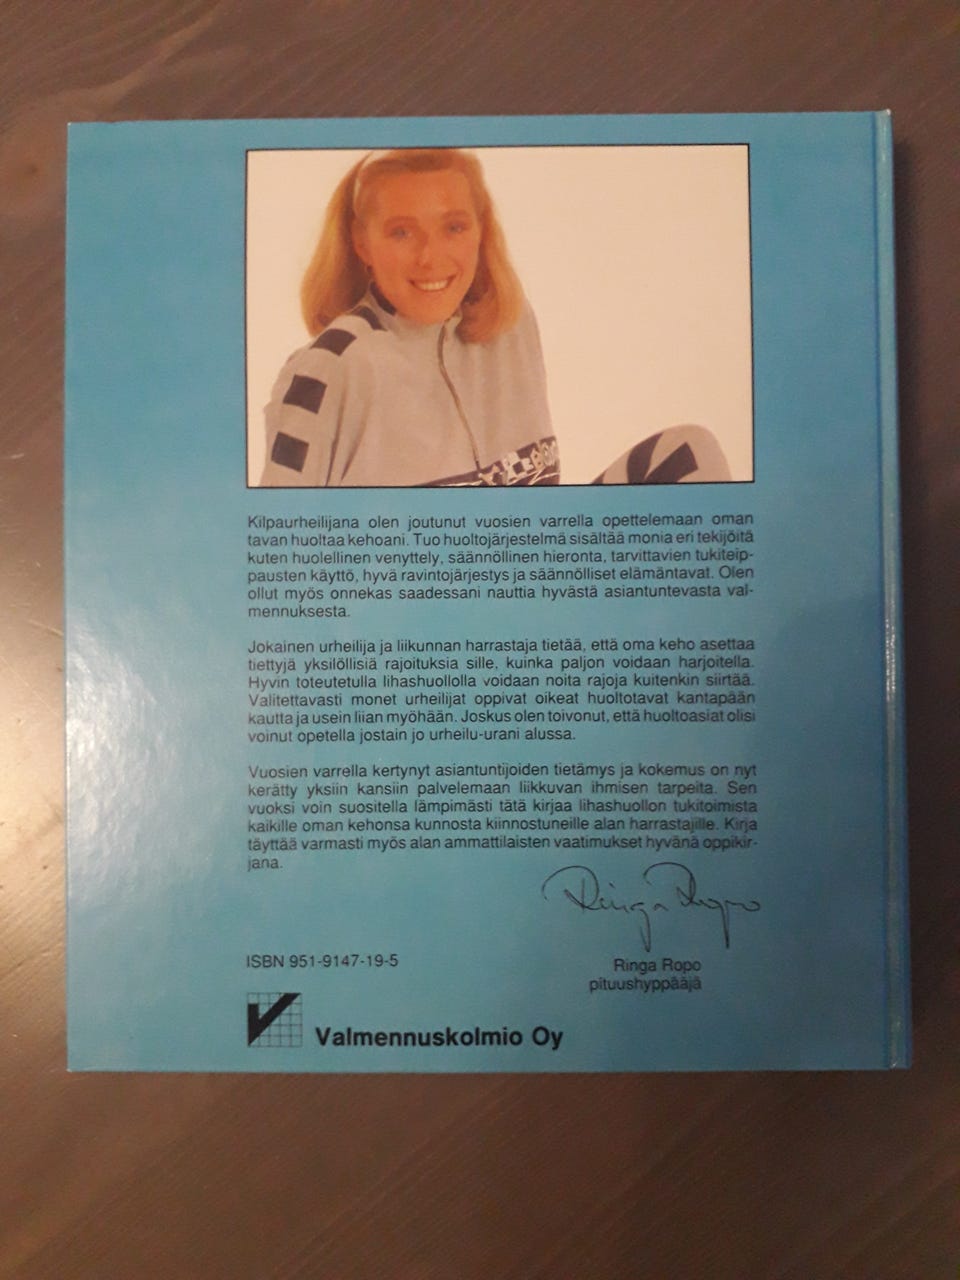 Kilpaurheilijana olen joutunut vuosien varrella opettelemaan oman
tavan huoltaa kehoani. Tuo huoltojärjestelmä sisältää monia eri tekijöitä
kuten huolellinen venyttely, säännöllinen hieronta, tarvittavien tukiteip-
pausten käyttö, hyvä ravintojärjestys ja säännölliset elämäntavat. Olen
ollut myös onnekas saadessani nauttia hyvästä asiantuntevasta val-
mennuksesta.
Jokainen urheilija ja liikunnan harrastaja tietää, että oma keho asettaa
tiettyjä yksilöllisiä rajoituksia sille, kuinka paljon voidaan harjoitella.
Hyvin toteutetulla lihashuollolla voidaan noita rajoja kuitenkin siirtää.
Valitettavasti monet urheilijat oppivat oikeat huoltotavat kantapään
kautta ja usein liian myöhään. Joskus olen toivonut, että huoltoasiat olisi
voinut opetella jostain jo urheilu-urani alussa.
Vuosien varrella kertynyt asiantuntijoiden tietämys ja kokemus on nyt
kerätty yksiin kansiin palvelemaan liikkuvan ihmisen tarpeita. Sen
vuoksi voin suositella lämpimästi tätä kirjaa lihashuollon tukitoimista
kaikille oman kehonsa kunnosta kiinnostuneille alan harrastajille. Kirja
täyttää varmasti myös alan ammattilaisten vaatimukset hyvänä oppikir-
jana.
Ringa Ropo
ISBN 951-9147-19-5
Ringa Ropo
pituushyppääjä
Valmennuskolmio Oy